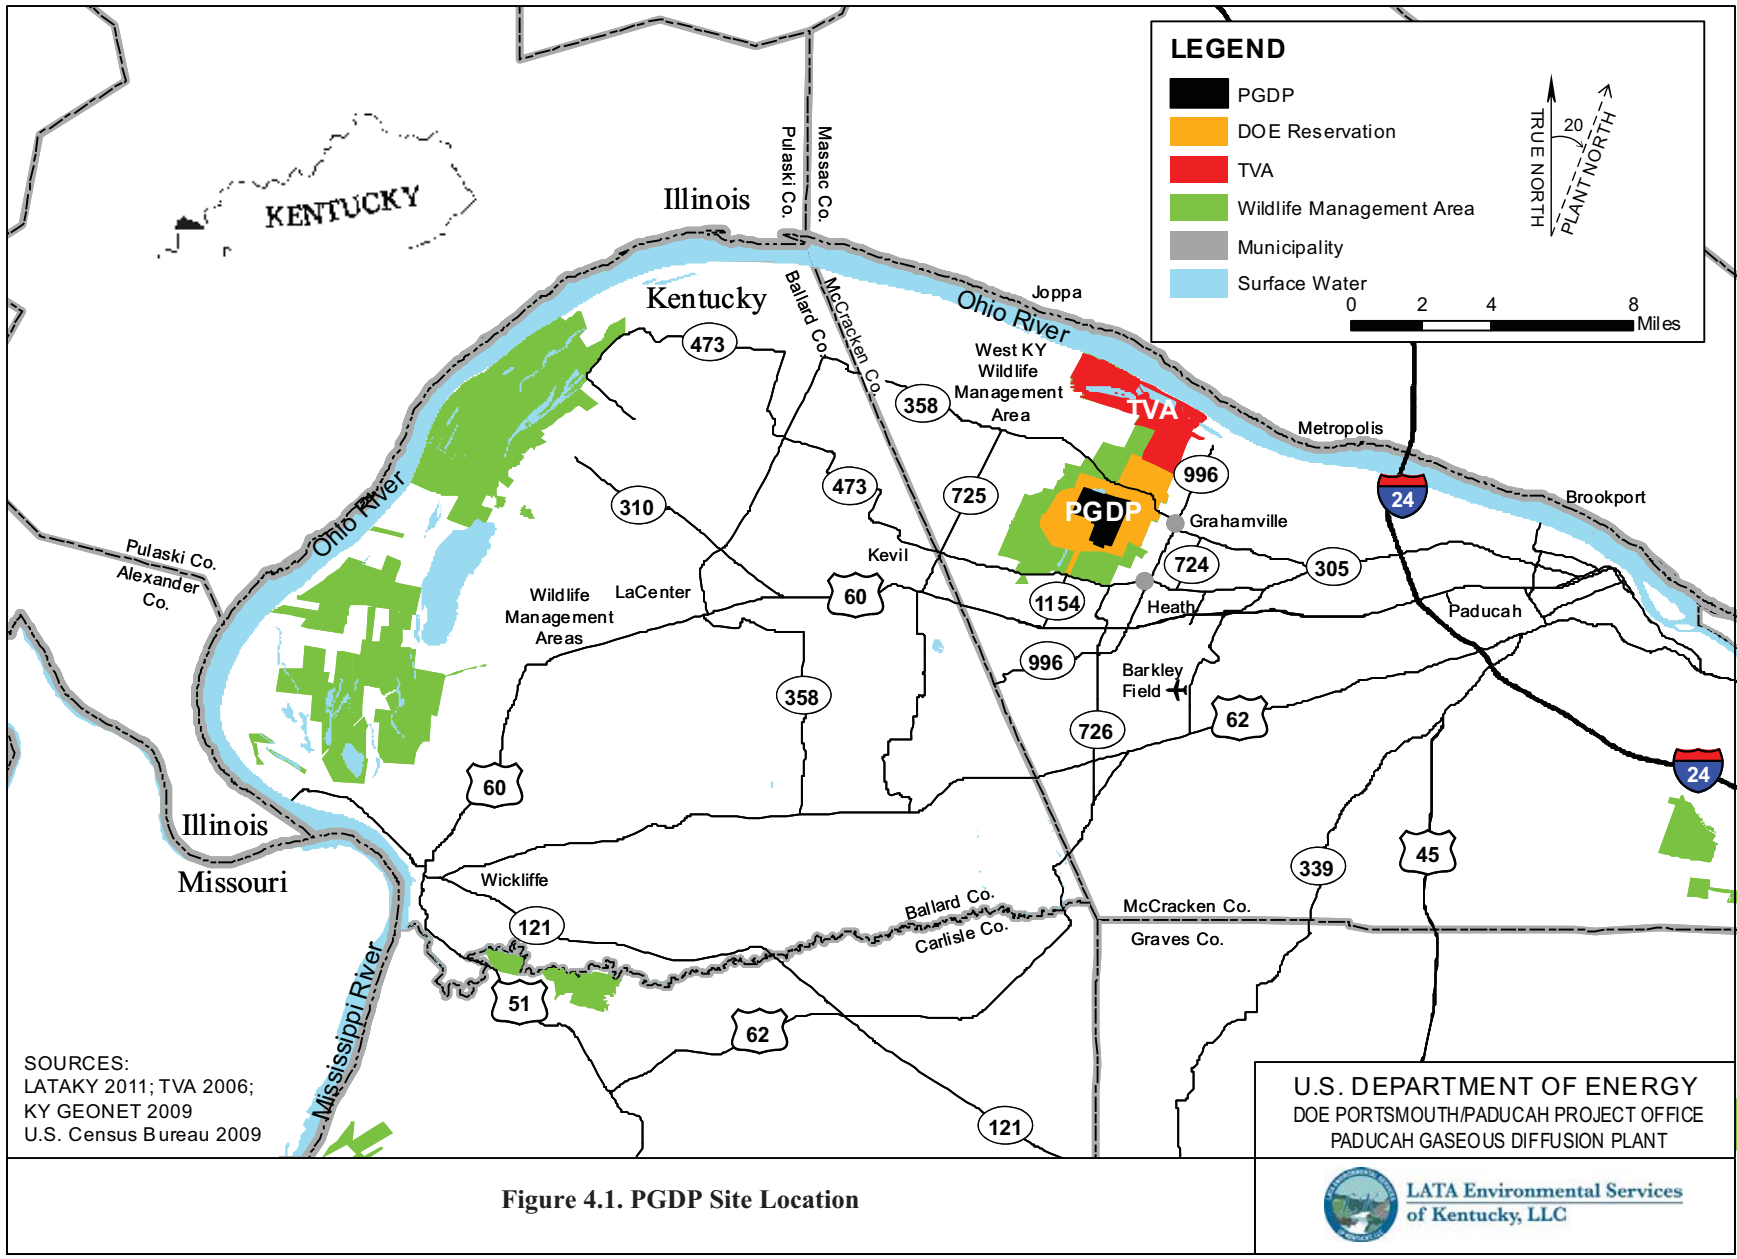 LEGEND
PGDP
DOE Reservation
TVA
Wildlife Management Area
Municipality
Surface Water
0 2 4 8
Miles
TRUE NORTH
20
PLANT NORTH
KENTUCKY
Pulaski Co.
Massac Co.
Illinois
Kentucky
Ballard Co.
McCracken Co.
Ohio River
Joppa
West KY
Wildlife
Management
Area
TVA
473
358
Metropolis
996
24
Brookport
473
725
PGDP
Grahamville
310
Ohio River
Pulaski Co.
Alexander
Co.
Kevil
724
305
LaCenter
60
1154
Heath
Paducah
Wildlife
Management
Areas
996
Barkley
Field
358
726
62
60
24
Illinois
Missouri
Wickliffe
339
45
121
Ballard Co.
Carlisle Co.
McCracken Co.
Graves Co.
51
62
121
Mississippi River
SOURCES:
LATAKY 2011; TVA 2006;
KY GEONET 2009
U.S. Census Bureau 2009
U.S. DEPARTMENT OF ENERGY
DOE PORTSMOUTH/PADUCAH PROJECT OFFICE
PADUCAH GASEOUS DIFFUSION PLANT
Figure 4.1. PGDP Site Location
LATA ENVIRONMENTAL SERVICES
OF KENTUCKY, LLC
LATA Environmental Services
of Kentucky, LLC